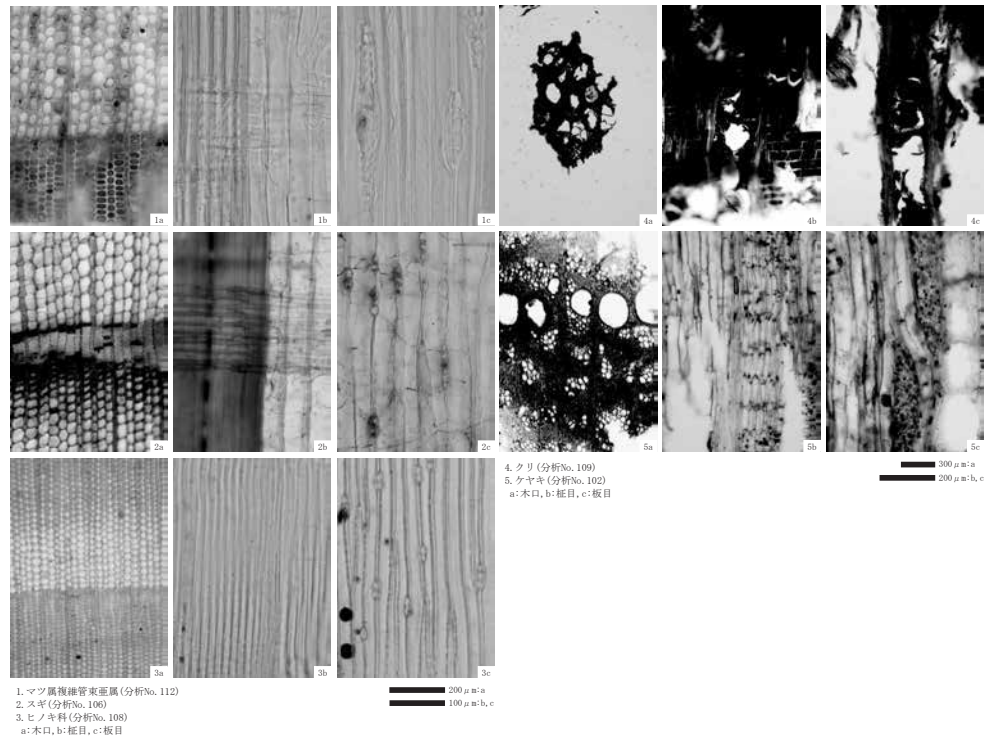 1a
1b
1c
4a
4b
4c
2a
2b
2c
5a
5b
5c
3a
3b
3c
4. クリ(分析No. 109)
5. ケヤキ(分析No. 102)
a:木口, b:柾目, c:板目
300μm:a
200μm:b, c
1. マツ属複維管束亜属(分析No. 112)
2. スギ(分析No. 106)
3. ヒノキ科(分析No. 108)
a:木口, b:柾目, c:板目
200μm:a
100μm:b, c